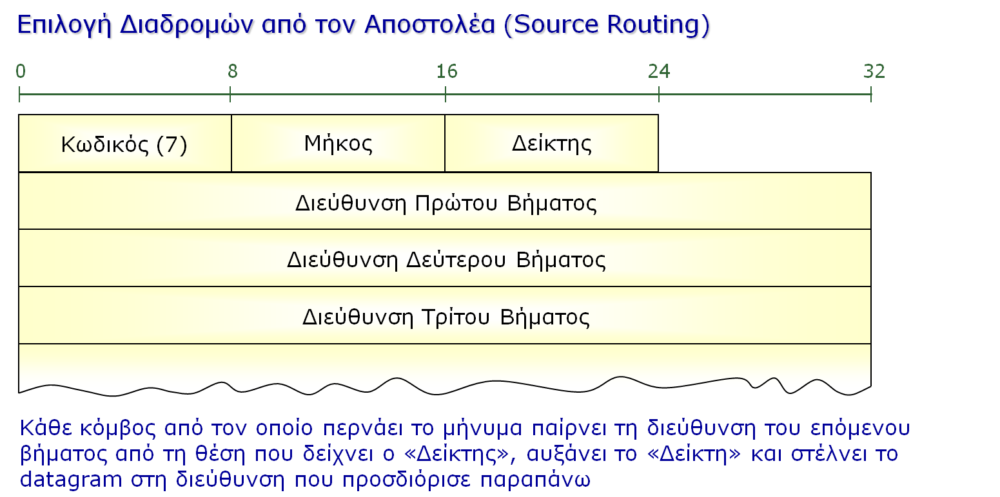 Επιλογή Διαδρομών από τον Αποστολέα (Source Routing)
0 8 16 24 32
Κωδικός (7) Μήκος Δείκτης
Διεύθυνση Πρώτου Βήματος
Διεύθυνση Δεύτερου Βήματος
Διεύθυνση Τρίτου Βήματος
Κάθε κόμβος από τον οποίο περνάει το μήνυμα παίρνει τη διεύθυνση του επόμενου
βήματος από τη θέση που δείχνει ο «Δείκτης», αυξάνει το «Δείκτη» και στέλνει το
datagram στη διεύθυνση που προσδιόρισε παραπάνω